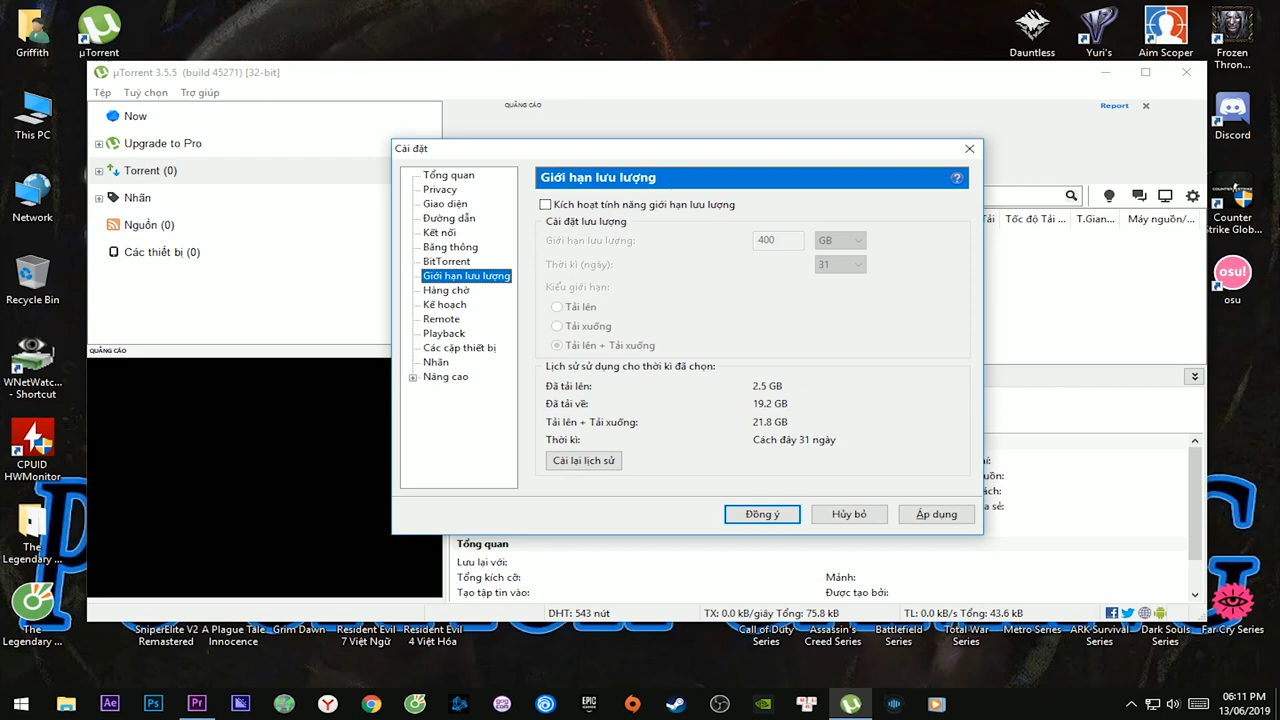 Griffith
µTorrent
This PC
Network
Recycle Bin
WNetWatc...
- Shortcut
CPUID
HWMonitor
The
Legendary ...
The
Legendary ...
Dauntless
Yuri's
Aim Scoper
Frozen
Thron...
Discord
COUNTER STRIKE
Counter
Strike Glob...
osu!
osu
µTorrent 3.5.5 (build 45271) [32-bit]
Tệp
Tuỳ chọn
Trợ giúp
Now
Upgrade to Pro
Torrent (0)
Nhãn
Nguồn (0)
Các thiết bị (0)
QUẢNG CÁO
QUẢNG CÁO
Report
Tải
Tốc độ Tải ...
T.Gian...
Máy nguồn/...
Cài đặt
Tổng quan
Privacy
Giao diện
Đường dẫn
Kết nối
Băng thông
BitTorrent
Giới hạn lưu lượng
Hàng chờ
Kế hoạch
Remote
Playback
Các cặp thiết bị
Nhãn
Nâng cao
Giới hạn lưu lượng
Kích hoạt tính năng giới hạn lưu lượng
Cài đặt lưu lượng
Giới hạn lưu lượng:
400
GB
Thời kì (ngày):
31
Kiểu giới hạn:
Tải lên
Tải xuống
Tải lên + Tải xuống
Lịch sử sử dụng cho thời kì đã chọn:
Đã tải lên:
2.5 GB
Đã tải về:
19.2 GB
Tải lên + Tải xuống:
21.8 GB
Thời kì:
Cách đây 31 ngày
Cài lại lịch sử
Đồng ý
Hủy bỏ
Áp dụng
Tổng quan
Lưu lại với:
Tổng kích cỡ:
Mảnh:
Tạo tập tin vào:
Được tạo bởi:
DHT: 543 nút
TX: 0.0 kB/giây Tổng: 75.8 kB
TL: 0.0 kB/s Tổng: 43.6 kB
SniperElite V2
Remastered
A Plague Tale
Innocence
Grim Dawn
Resident Evil
7 Việt Ngữ
Resident Evil
4 Việt Hóa
Call of Duty
Series
Assassin's
Creed Series
Battlefield
Series
Total War
Series
Metro Series
ARK-Survival
Series
Dark Souls
Series
Far Cry Series
Ae
Ps
Pr
EPIC
06:11 PM
13/06/2019